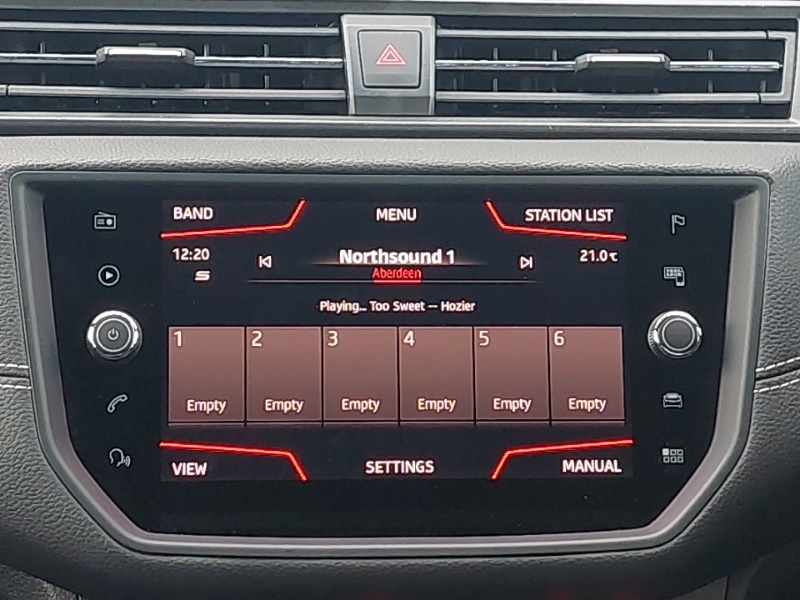 BAND MENU STATION LIST
12:20 Northsound 1 21.0℃
Aberdeen
Playing... Too Sweet — Hozier
1 2 3 4 5 6
Empty Empty Empty Empty Empty Empty
VIEW SETTINGS MANUAL